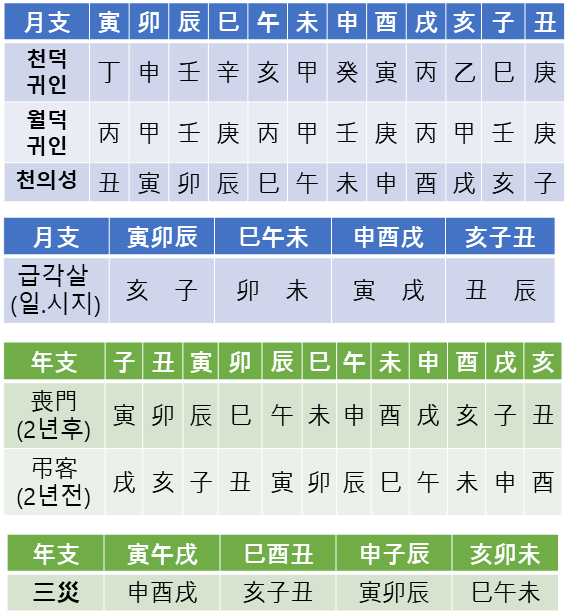 月支 寅 卯 辰 巳 午 未 申 酉 戌 亥 子 丑
천덕
귀인 丁 申 壬 辛 亥 甲 癸 寅 丙 乙 巳 庚
월덕
귀인 丙 甲 壬 庚 丙 甲 壬 庚 丙 甲 壬 庚
천의성 丑 寅 卯 辰 巳 午 未 申 酉 戌 亥 子
月支 寅卯辰 巳午未 申酉戌 亥子丑
급각살
(일.시지) 亥 子 卯 未 寅 戌 丑 辰
年支 子 丑 寅 卯 辰 巳 午 未 申 酉 戌 亥
喪門
(2년후) 寅 卯 辰 巳 午 未 申 酉 戌 亥 子 丑
弔客
(2년전) 戌 亥 子 丑 寅 卯 辰 巳 午 未 申 酉
年支 寅午戌 巳酉丑 申子辰 亥卯未
三災 申酉戌 亥子丑 寅卯辰 巳午未